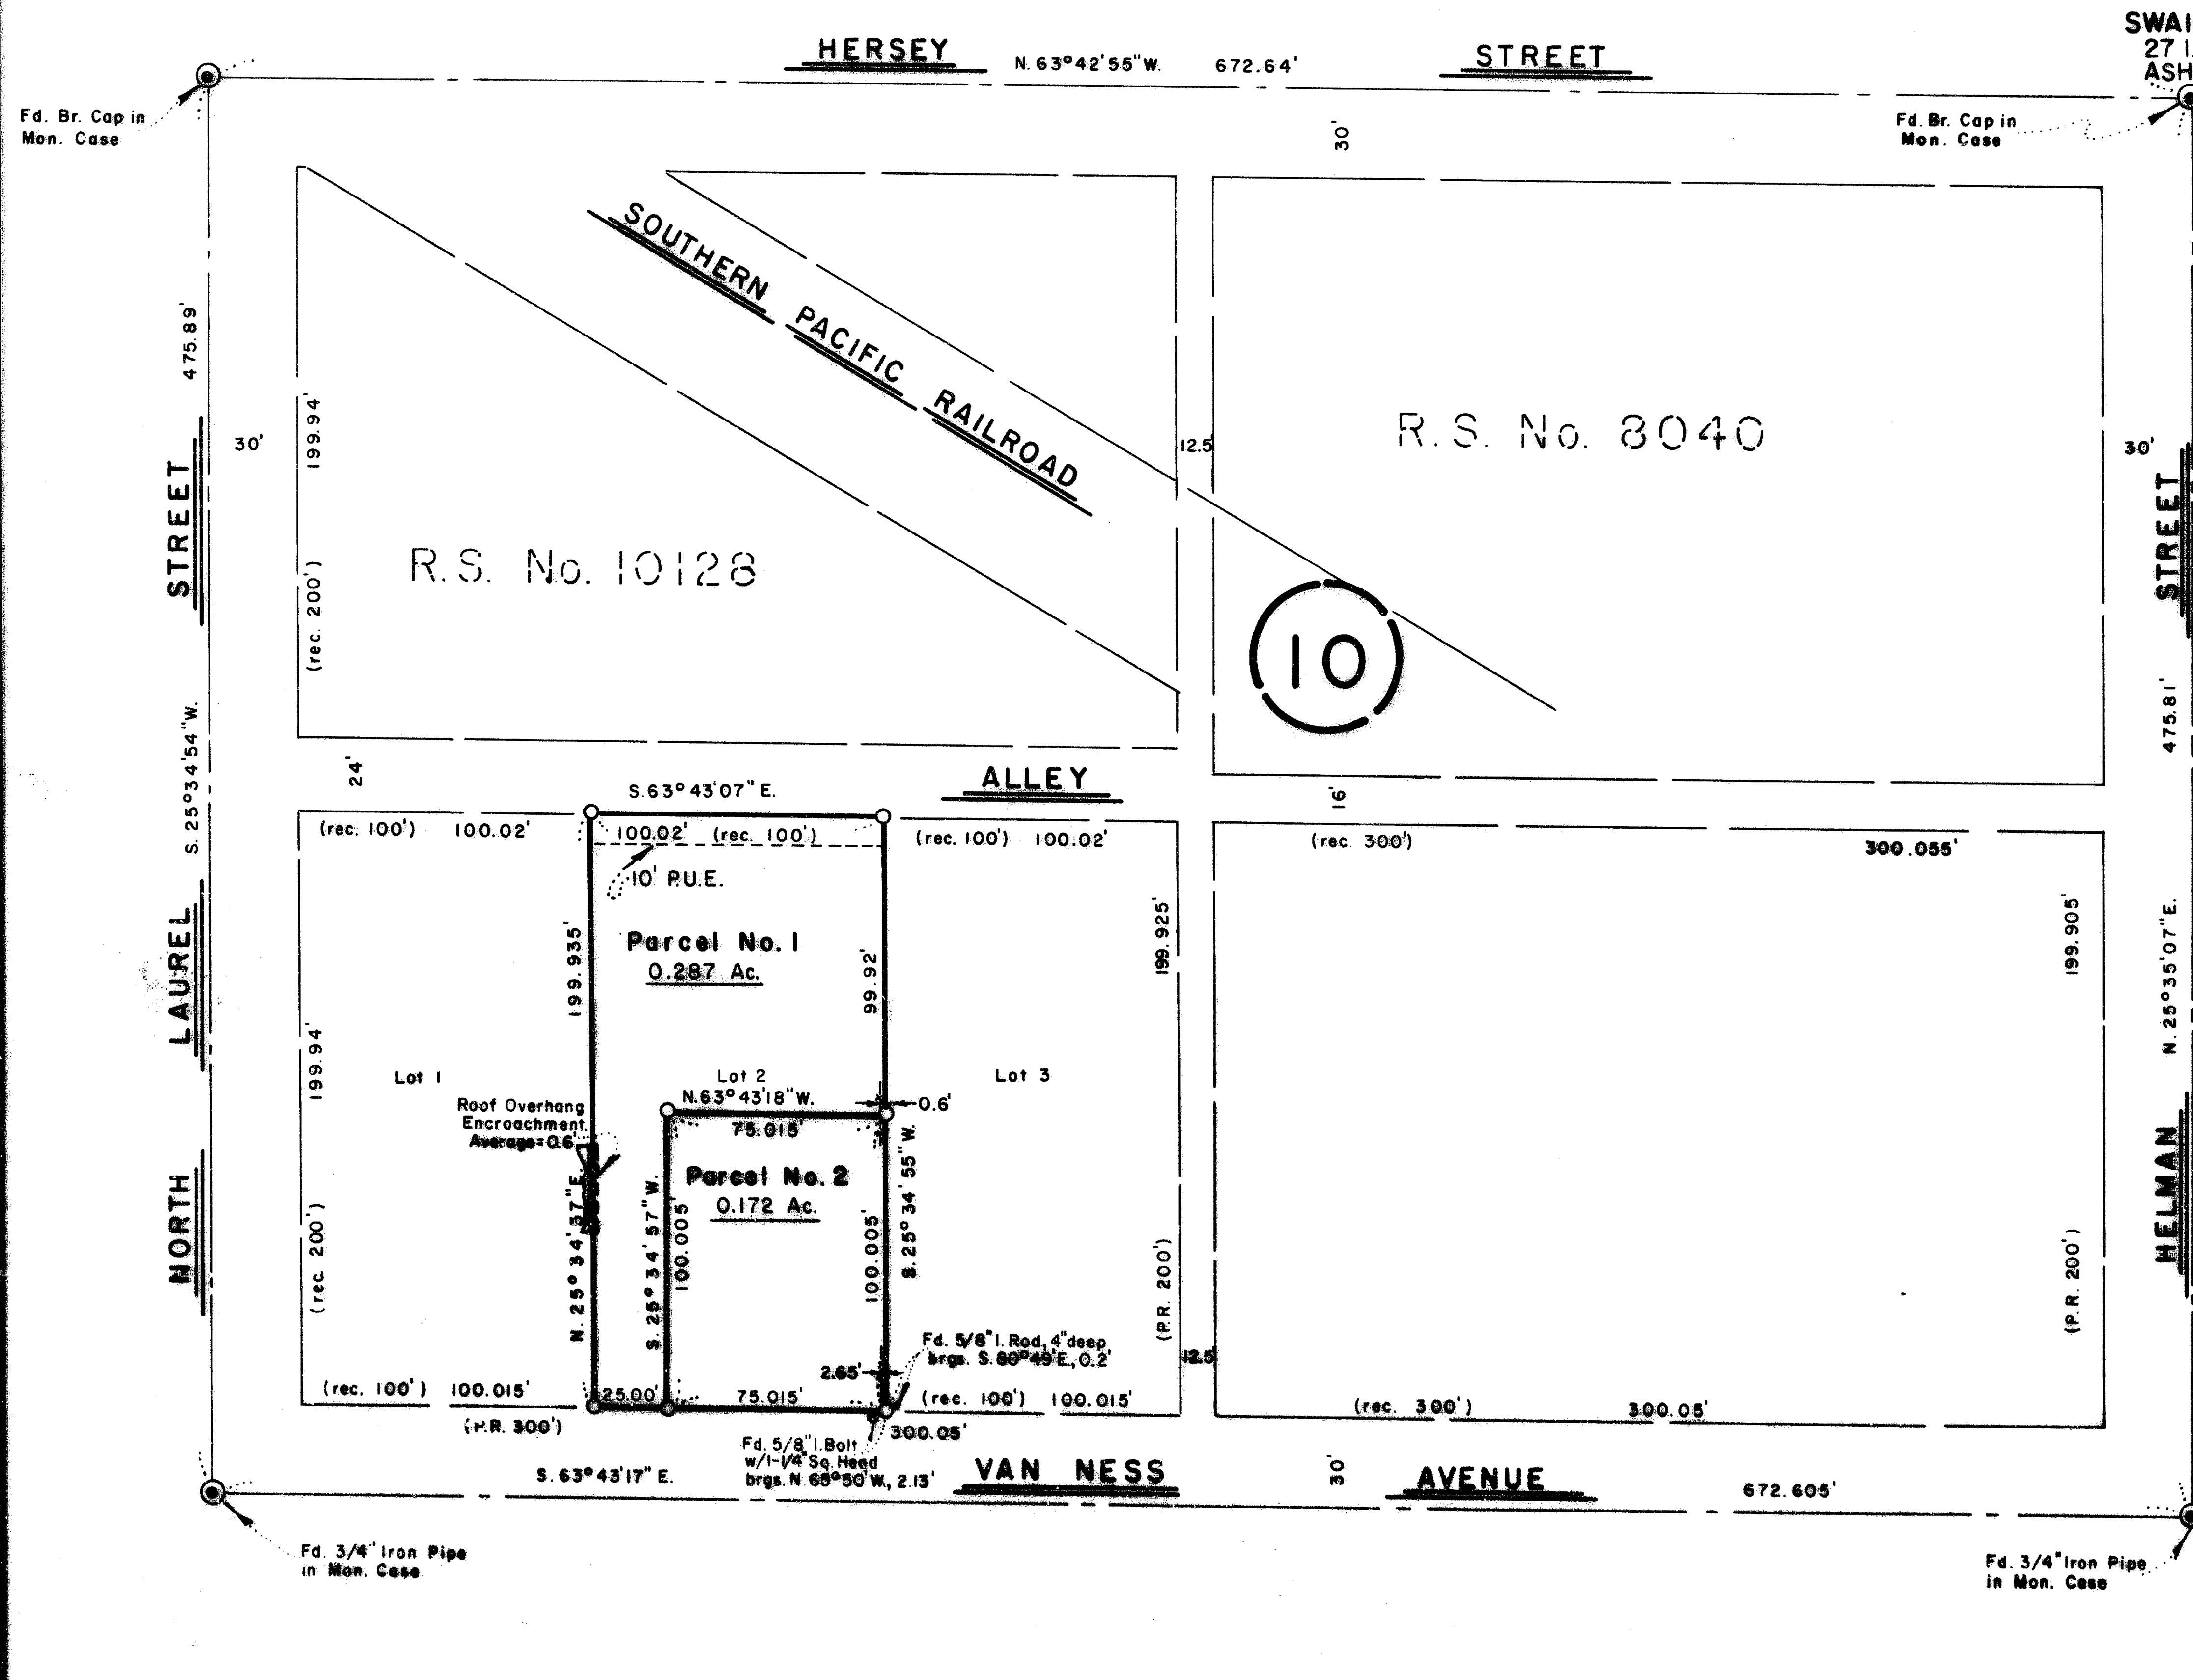 SWAI
27 I.
ASH
HERSEY STREET
N. 63°42'55"W. 672.64'
Fd. Br. Cap in
Mon. Case
Fd. Br. Cap in
Mon. Case
30'
SOUTHERN PACIFIC RAILROAD
475.89'
30'
199.94'
(rec. 200')
R.S. No. 10128
12.5'
R.S. No. 8040
30'
10
STREET
STREET
S. 25°34'54"W.
475.81'
24'
S. 63°43'07" E.
ALLEY
16'
(rec. 100') 100.02'
100.02' (rec. 100')
(rec. 100') 100.02'
(rec. 300')
300.055'
10' P.U.E.
Parcel No. 1
0.287 Ac.
199.935'
99.92'
199.925'
199.905'
LAUREL
N. 25°35'07"E.
199.94'
Lot 1
Lot 2
Lot 3
N. 63°43'18"W.
0.6'
75.015'
Roof Overhang
Encroachment
Average=0.6'
Parcel No. 2
0.172 Ac.
N. 25°34'37"E.
S. 25°34'57"W.
100.005'
100.005'
S. 25°34'55"W.
NORTH
(rec. 200')
(P.R. 200')
(P.R. 200')
HELMAN
Fd. 5/8" I. Rod, 4" deep
brgs. S. 80°49'E., 0.2'
2.65'
12.5'
(rec. 100') 100.015'
25.00'
75.015'
(rec. 100') 100.015'
(rec. 300') 300.05'
(P.R. 300')
300.05'
Fd. 5/8" I. Bolt
w/1-1/4" Sq. Head
brgs. N. 65°50'W., 2.13'
S. 63°43'17" E.
VAN NESS AVENUE
30'
672.605'
Fd. 3/4" Iron Pipe
in Mon. Case
Fd. 3/4" Iron Pipe
in Mon. Case